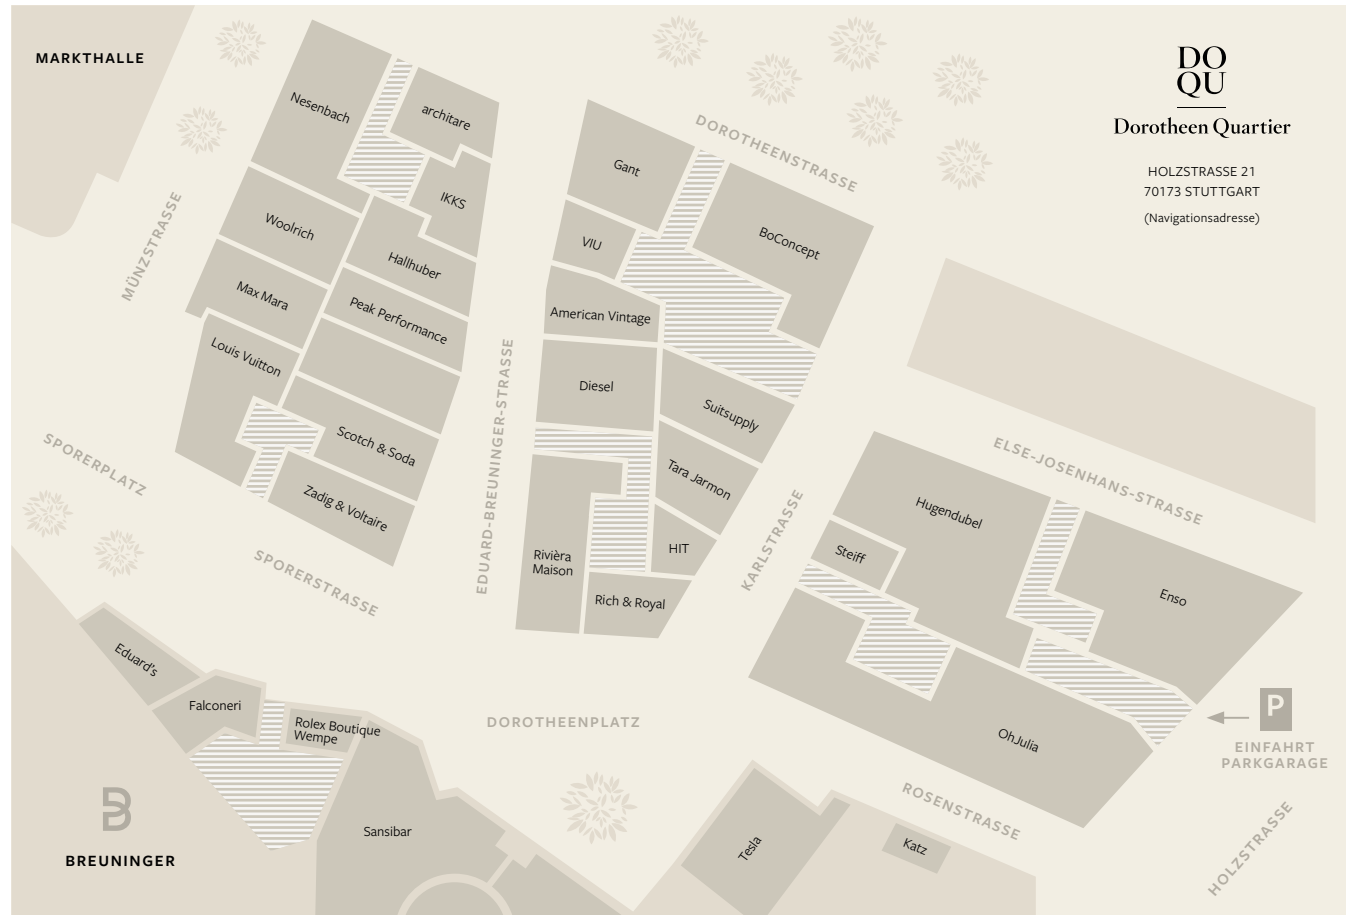 MARKTHALLE
DO
QU
Dorotheen Quartier
HOLZSTRASSE 21
70173 STUTTGART
(Navigationsadresse)
Nesenbach
architare
IKKS
Woolrich
Hallhuber
Max Mara
Peak Performance
Louis Vuitton
Scotch & Soda
Zadig & Voltaire
MÜNZSTRASSE
SPORERPLATZ
SPORERSTRASSE
EDUARD-BREUNINGER-STRASSE
DOROTHEENSTRASSE
Gant
BoConcept
VIU
American Vintage
Diesel
Suitsupply
Tara Jarmon
HIT
Rivièra
Maison
Rich & Royal
KARLSTRASSE
ELSE-JOSENHANS-STRASSE
Hugendubel
Steiff
Enso
OhJulia
P
EINFAHRT
PARKGARAGE
HOLZSTRASSE
ROSENSTRASSE
DOROTHEENPLATZ
Eduard's
Falconeri
Rolex Boutique
Wempe
Sansibar
Tesla
Katz
B
BREUNINGER